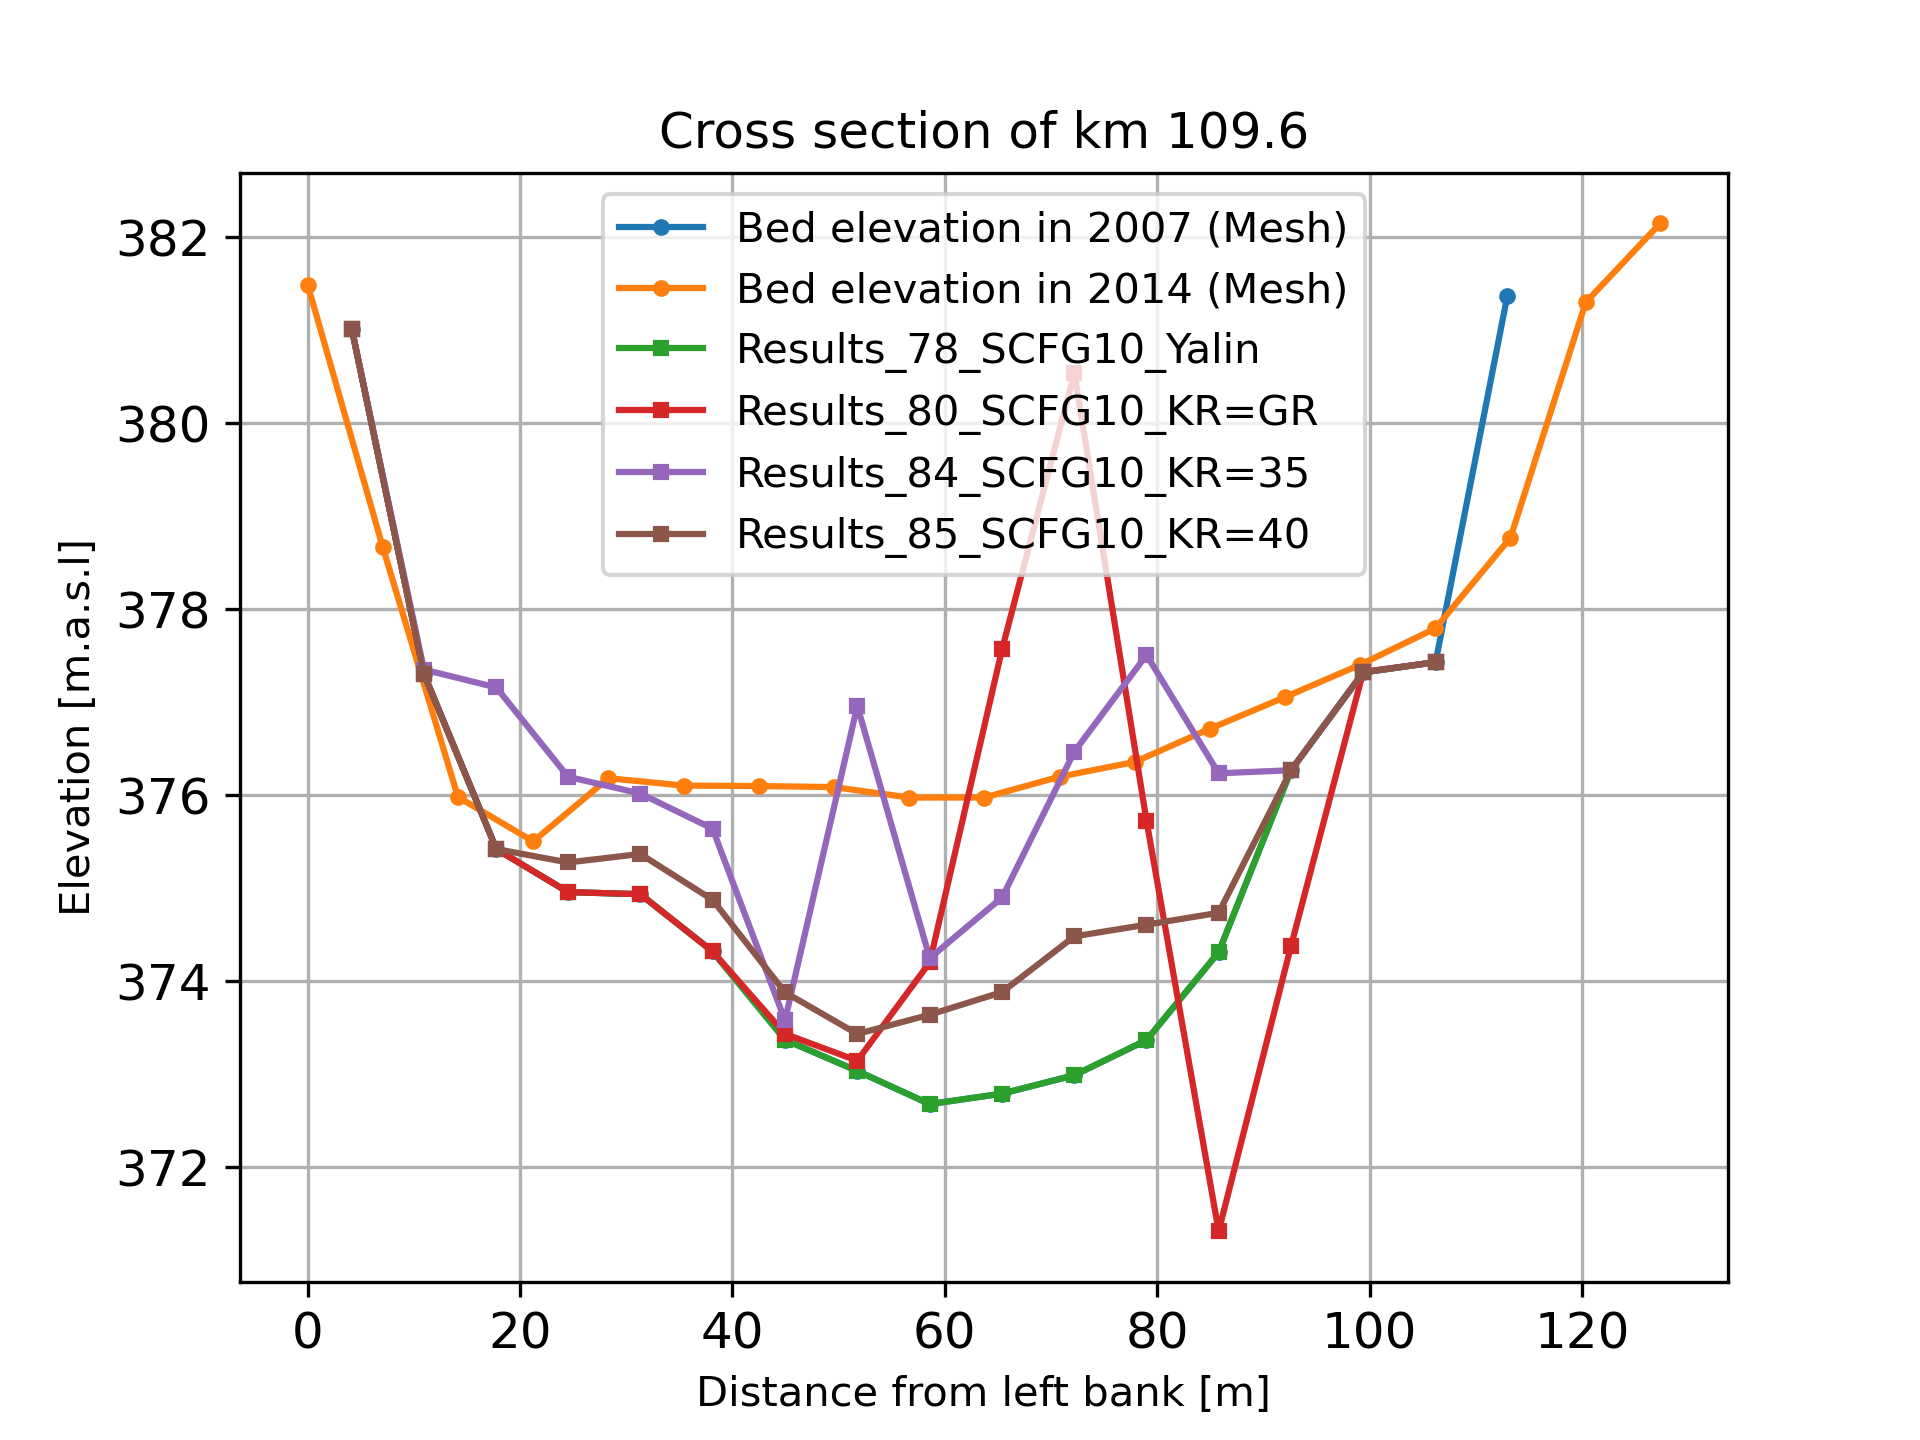 Cross section of km 109.6
Bed elevation in 2007 (Mesh)
Bed elevation in 2014 (Mesh)
Results_78_SCFG10_Yalin
Results_80_SCFG10_KR=GR
Results_84_SCFG10_KR=35
Results_85_SCFG10_KR=40
Elevation [m.a.s.l]
382
380
378
376
374
372
0 20 40 60 80 100 120
Distance from left bank [m]